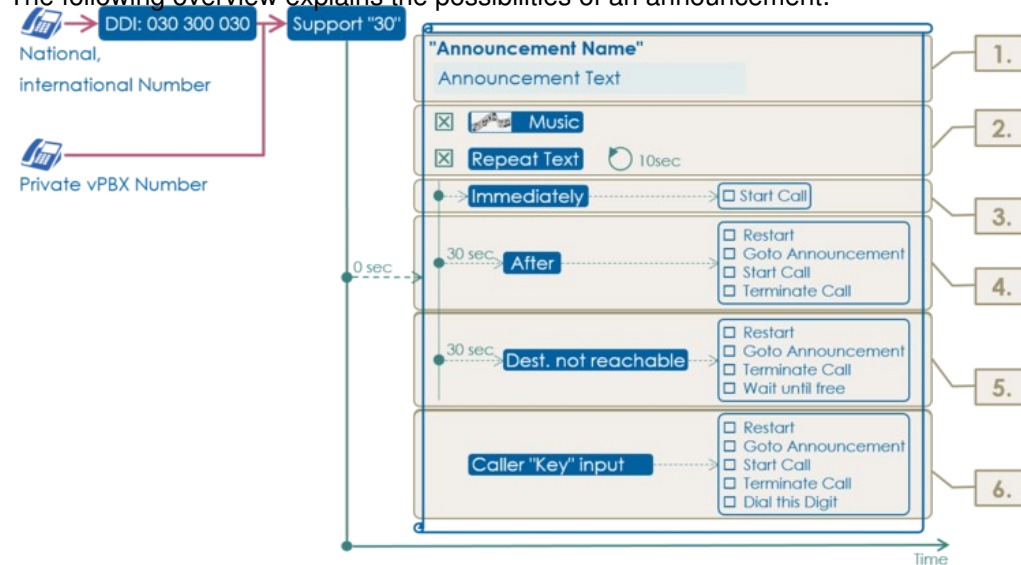 The following overview explains the possibilities of an announcement.
DDI: 030 300 030
Support "30"
National,
international Number
Private vPBX Number
0 sec
"Announcement Name"
Announcement Text
1.
Music
Repeat Text 10sec
2.
Immediately
Start Call
3.
30 sec
After
Restart
Goto Announcement
Start Call
Terminate Call
4.
30 sec
Dest. not reachable
Restart
Goto Announcement
Terminate Call
Wait until free
5.
Caller "Key" input
Restart
Goto Announcement
Start Call
Terminate Call
Dial this Digit
6.
Time